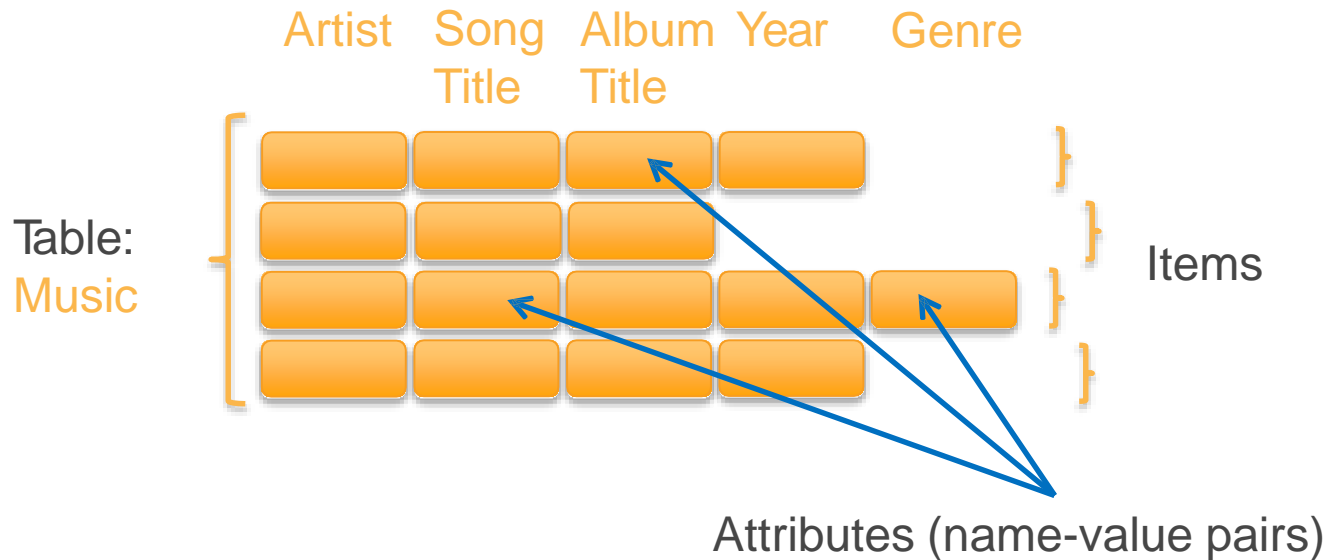 Artist Song Album Year Genre
Title Title
Table:
Music
Items
Attributes (name-value pairs)